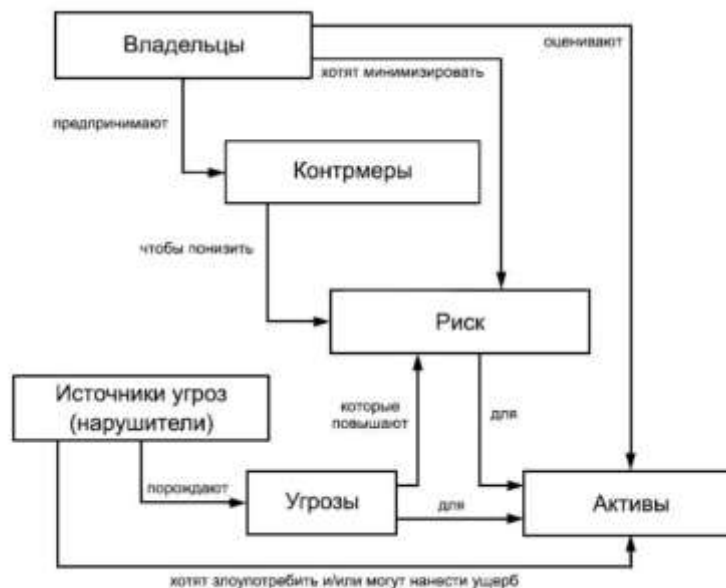 Владельцы
оценивают
хотят минимизировать
предпринимают
Контрмеры
чтобы понизить
Риск
Источники угроз
(нарушители)
которые
повышают
для
порождают
Угрозы
для
Активы
хотят злоупотребить и/или могут нанести ущерб